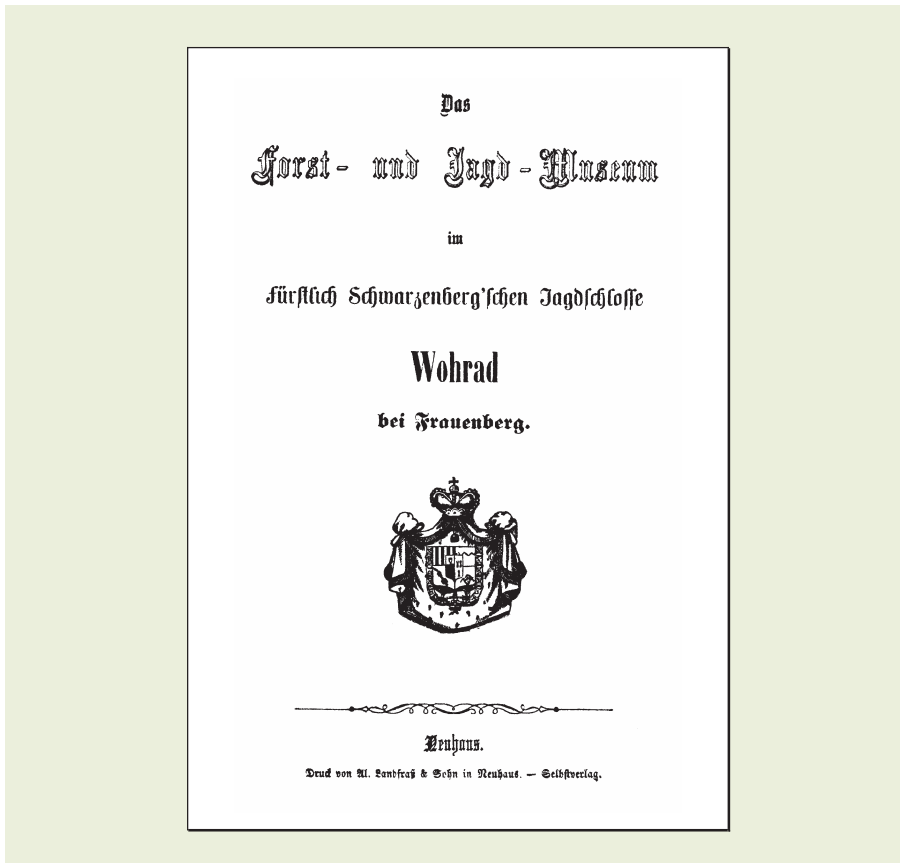 Das
Forst- und Jagd-Museum
im
fürstlich Schwarzenberg'schen Jagdschlosse
Wohrad
bei Frauenberg.
Neuhaus.
Druck von Al. Landfraß & Sohn in Neuhaus. — Selbstverlag.